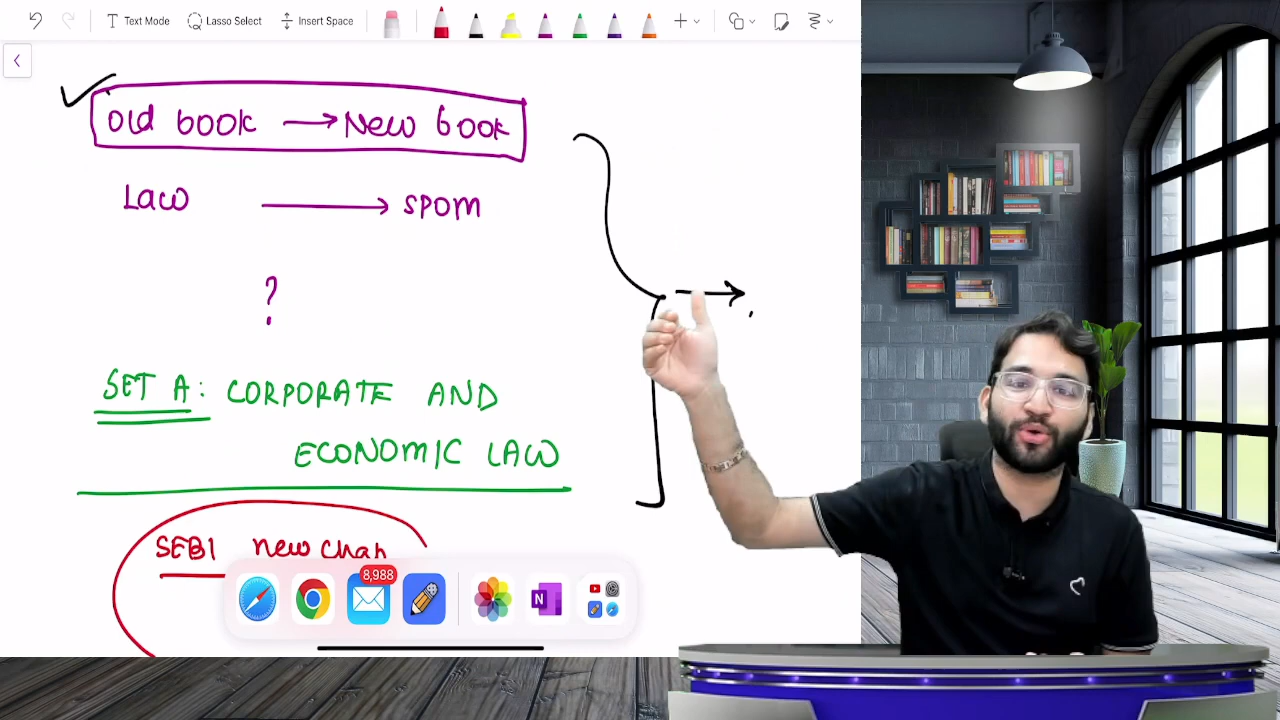 Text Mode Lasso Select Insert Space
Old book → New book
Law → SPOM
?
SET A: CORPORATE AND
ECONOMIC LAW
SEBI new
8,988
N